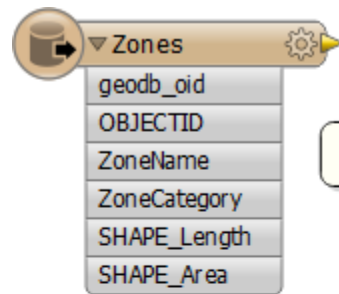 Zones
geodb_oid
OBJECTID
ZoneName
ZoneCategory
SHAPE_Length
SHAPE_Area